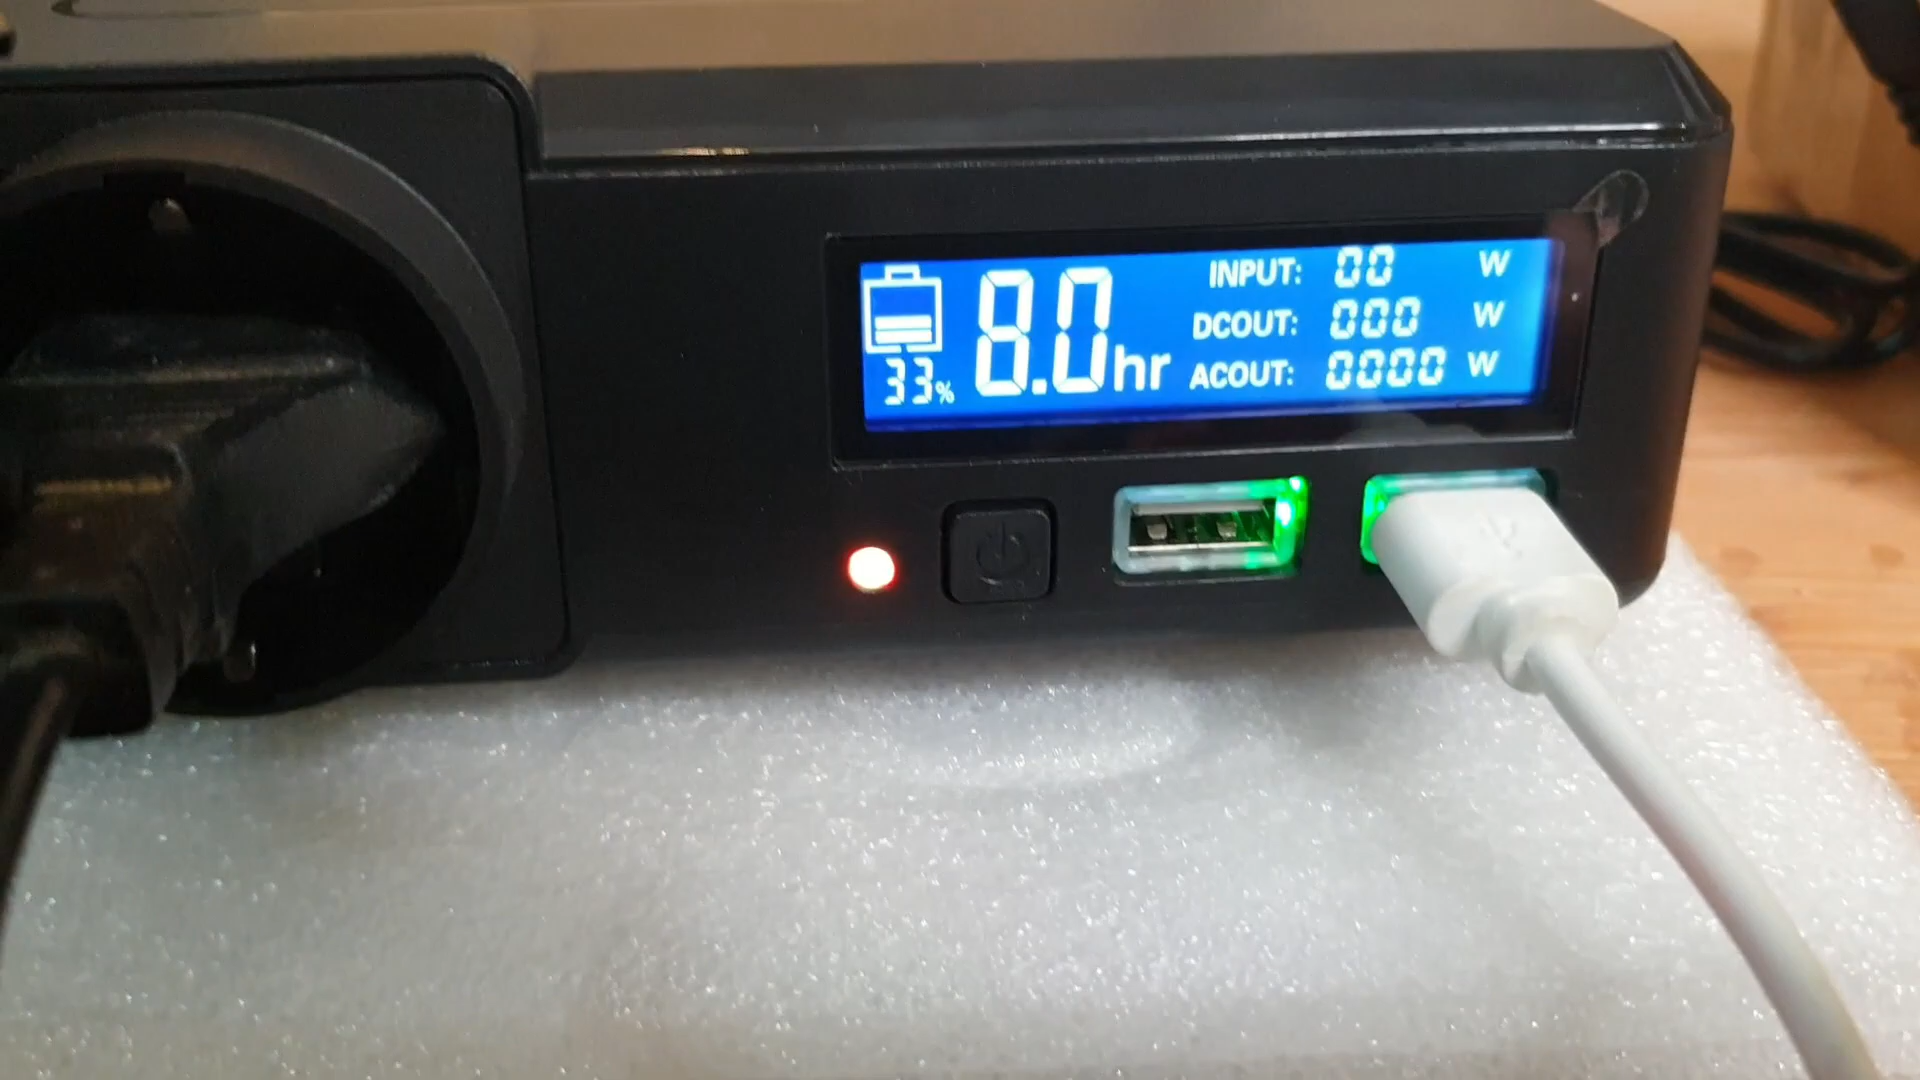 33%
8.0hr
INPUT: 00 W
DCOUT: 000 W
ACOUT: 0000 W